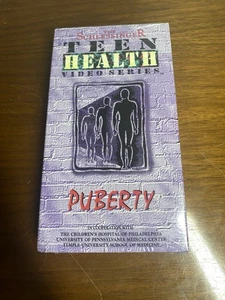 SCHLESSINGER
TEEN
HEALTH
VIDEO SERIES
PUBERTY
IN COOPERATION WITH
THE CHILDREN'S HOSPITAL OF PHILADELPHIA
UNIVERSITY OF PENNSYLVANIA MEDICAL CENTER
TEMPLE UNIVERSITY SCHOOL OF MEDICINE